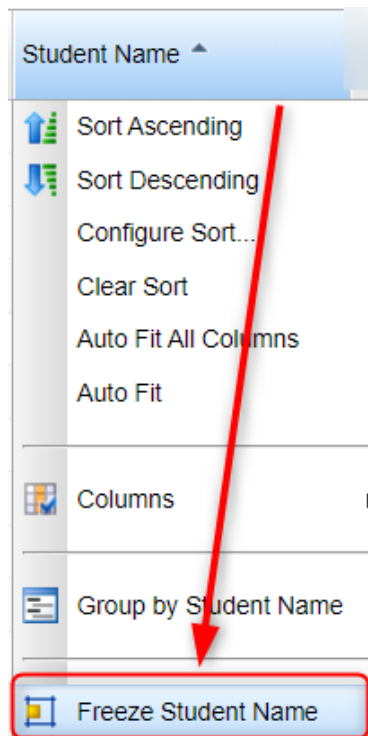 Student Name
Sort Ascending
Sort Descending
Configure Sort...
Clear Sort
Auto Fit All Columns
Auto Fit
Columns
Group by Student Name
Freeze Student Name